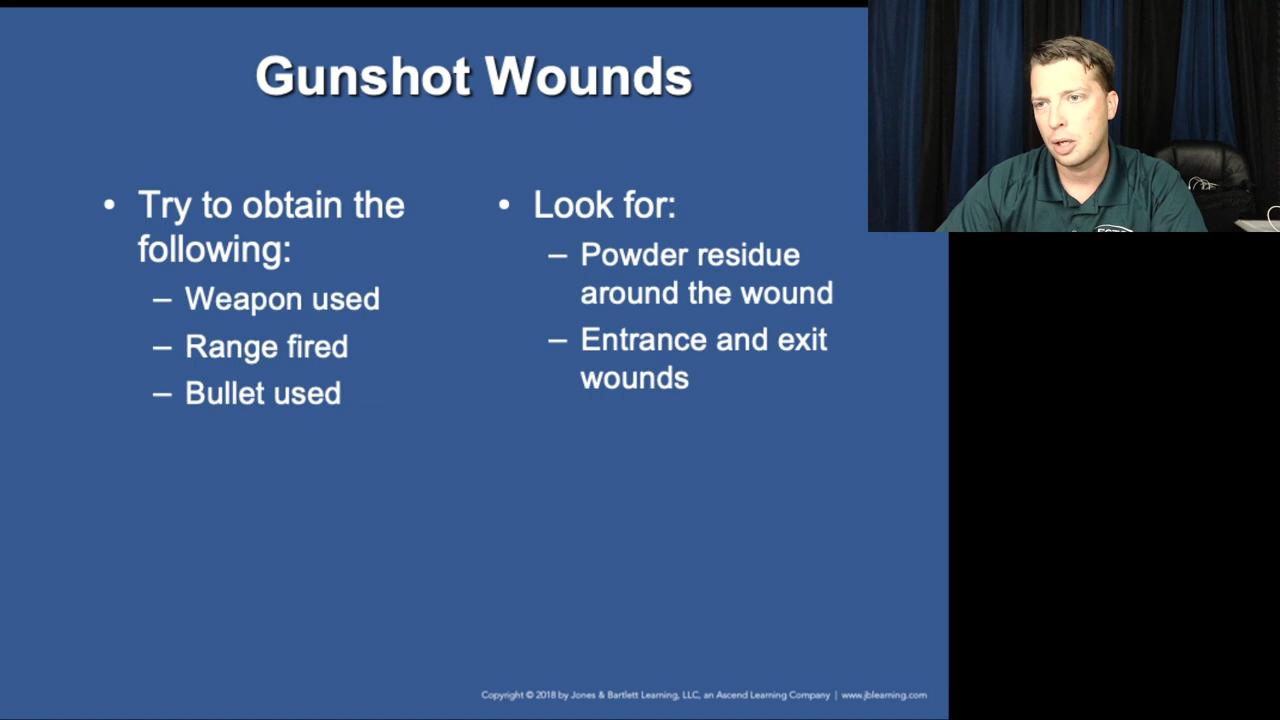 Gunshot Wounds
• Try to obtain the
following:
– Weapon used
– Range fired
– Bullet used
• Look for:
– Powder residue
around the wound
– Entrance and exit
wounds
Copyright © 2018 by Jones & Bartlett Learning, LLC, an Ascend Learning Company | www.jblearning.com